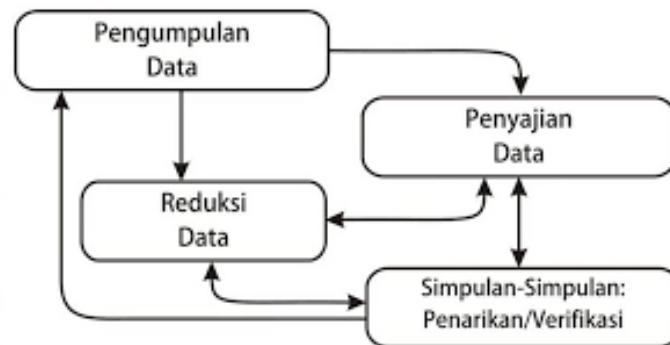 Pengumpulan
Data
Penyajian
Data
Reduksi
Data
Simpulan-Simpulan:
Penarikan/Verifikasi